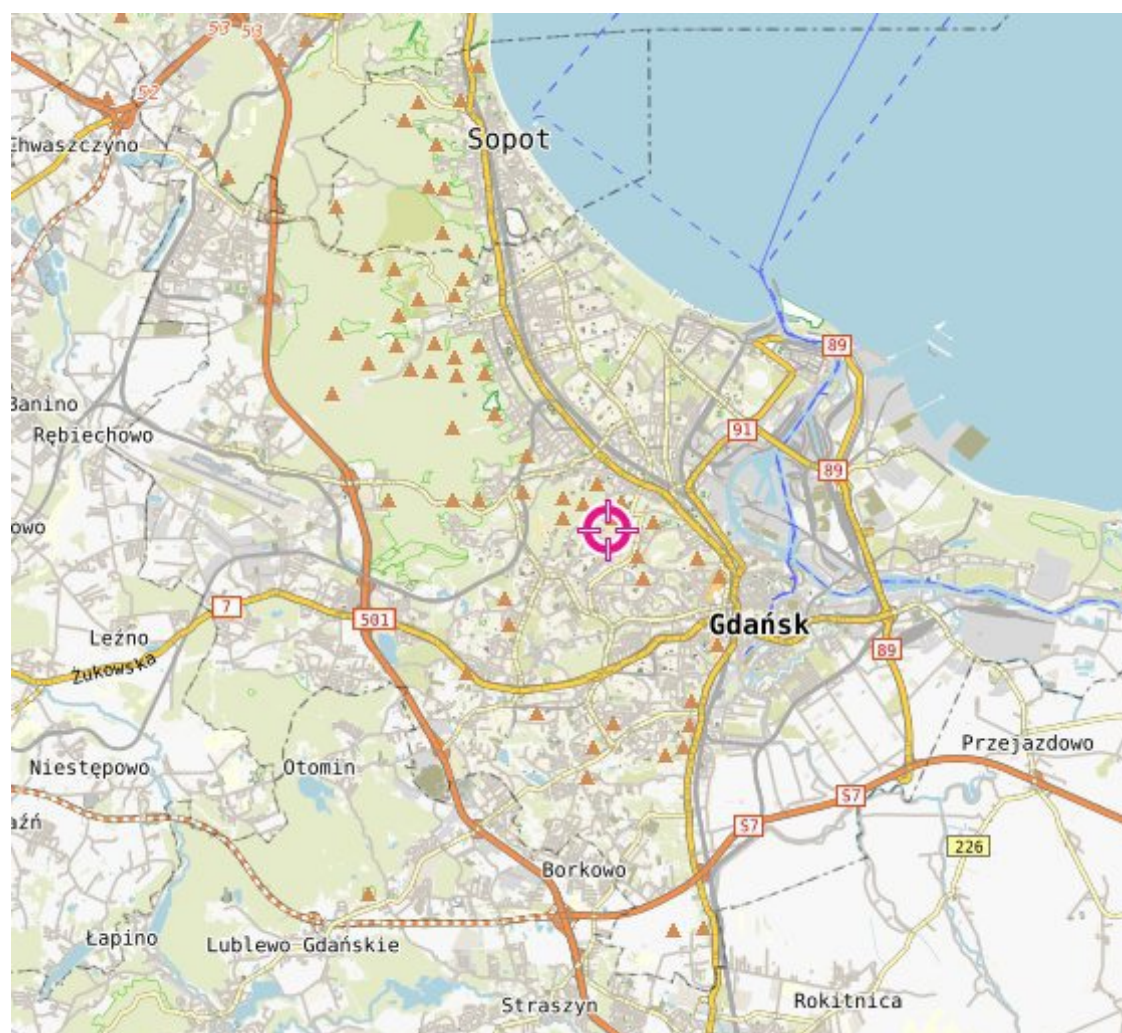 53
53
52
Chwaszczyno
Sopot
89
Banino
Rębiechowo
91
89
owo
7
501
Gdańsk
Leźno
Żukowska
89
Przejazdowo
Niestępowo
Otomin
S7
aźń
S7
226
Borkowo
Łapino
Lublewo Gdańskie
Straszyn
Rokitnica